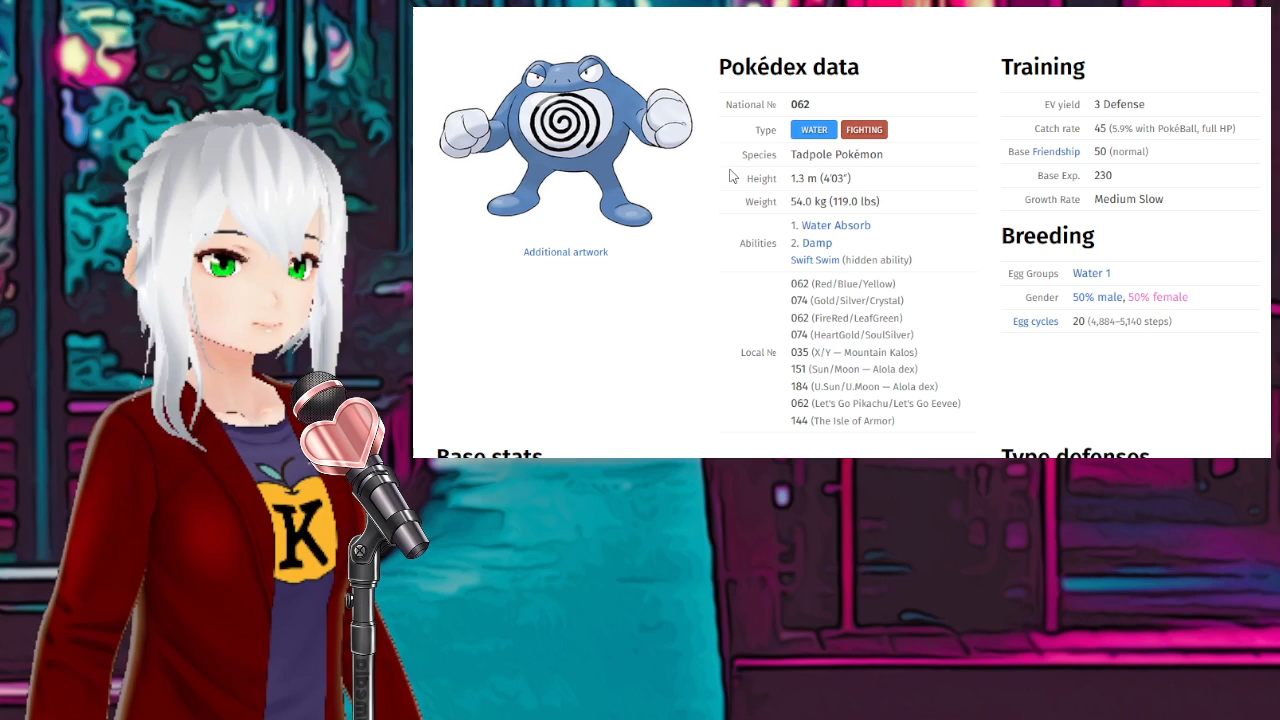 Additional artwork
Pokédex data
National № 062
Type WATER FIGHTING
Species Tadpole Pokémon
Height 1.3 m (4′03″)
Weight 54.0 kg (119.0 lbs)
Abilities 1. Water Absorb
2. Damp
Swift Swim (hidden ability)
Local № 062 (Red/Blue/Yellow)
074 (Gold/Silver/Crystal)
062 (FireRed/LeafGreen)
074 (HeartGold/SoulSilver)
035 (X/Y — Mountain Kalos)
151 (Sun/Moon — Alola dex)
184 (U.Sun/U.Moon — Alola dex)
062 (Let's Go Pikachu/Let's Go Eevee)
144 (The Isle of Armor)
Training
EV yield 3 Defense
Catch rate 45 (5.9% with PokéBall, full HP)
Base Friendship 50 (normal)
Base Exp. 230
Growth Rate Medium Slow
Breeding
Egg Groups Water 1
Gender 50% male, 50% female
Egg cycles 20 (4,884–5,140 steps)
Base stats
Type defenses
K